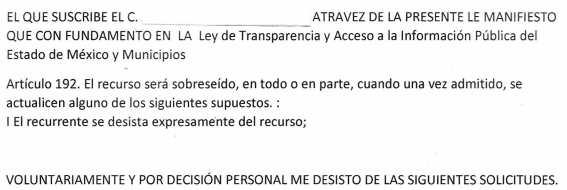 EL QUE SUSCRIBE EL C. ____________________ ATRAVEZ DE LA PRESENTE LE MANIFIESTO
QUE CON FUNDAMENTO EN LA Ley de Transparencia y Acceso a la Información Pública del
Estado de México y Municipios
Artículo 192. El recurso será sobreseído, en todo o en parte, cuando una vez admitido, se
actualicen alguno de los siguientes supuestos. :
I El recurrente se desista expresamente del recurso;
VOLUNTARIAMENTE Y POR DECISIÓN PERSONAL ME DESISTO DE LAS SIGUIENTES SOLICITUDES.